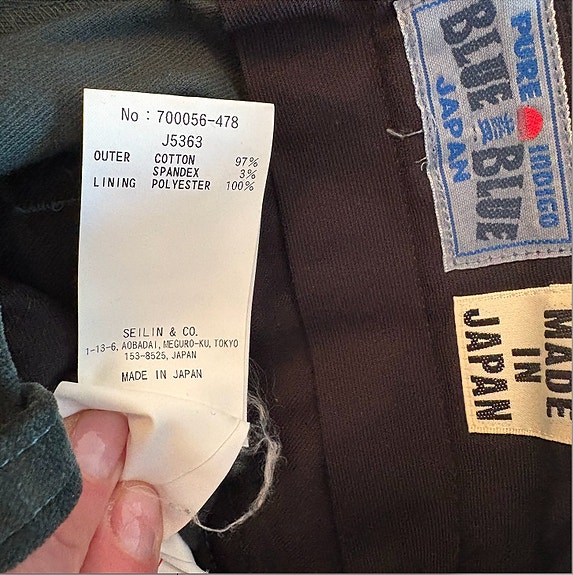 No : 700056-478
J5363
OUTER COTTON 97%
SPANDEX 3%
LINING POLYESTER 100%
SEILIN & CO.
1-13-6, AOBADAI, MEGURO-KU, TOKYO
153-8525, JAPAN
MADE IN JAPAN
PURE INDIGO
BLUE BLUE
JAPAN
MADE
IN
JAPAN